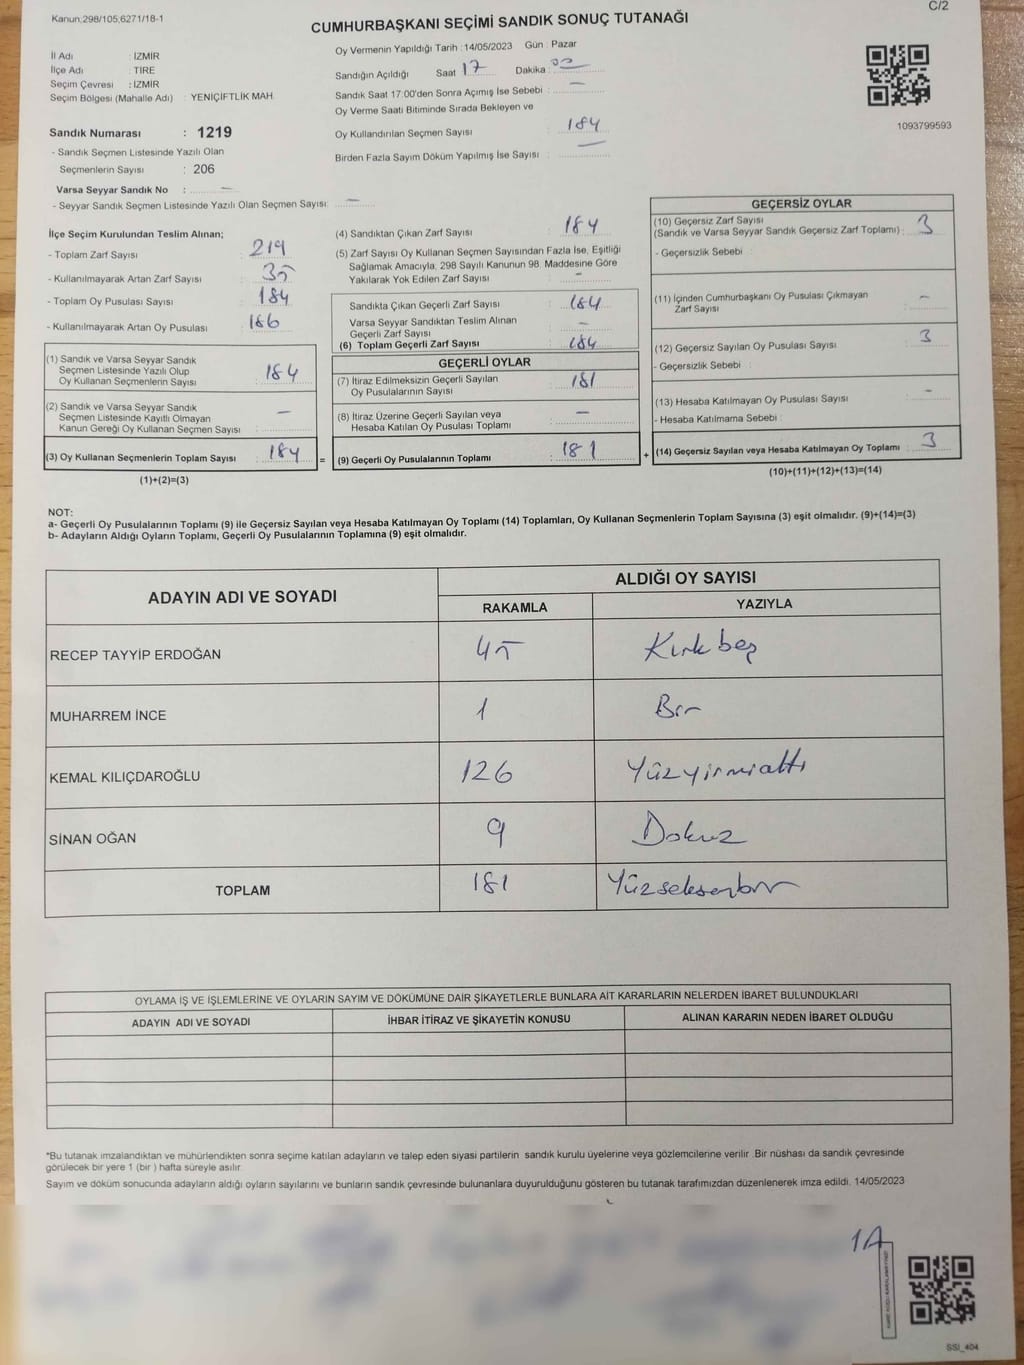 Kanun:298/105;6271/18-1
C/2
CUMHURBAŞKANI SEÇİMİ SANDIK SONUÇ TUTANAĞI
İl Adı : İZMİR
İlçe Adı : TİRE
Seçim Çevresi : İZMİR
Seçim Bölgesi (Mahalle Adı) : YENİÇİFTLİK MAH.
Sandık Numarası : 1219
- Sandık Seçmen Listesinde Yazılı Olan
Seçmenlerin Sayısı : 206
Varsa Seyyar Sandık No : –
- Seyyar Sandık Seçmen Listesinde Yazılı Olan Seçmen Sayısı: –
Oy Vermenin Yapıldığı Tarih :14/05/2023 Gün : Pazar
Sandığın Açıldığı Saat 17 Dakika : 00
Sandık Saat 17:00'den Sonra Açımış İse Sebebi : –
Oy Verme Saati Bitiminde Sırada Bekleyen ve
Oy Kullandırılan Seçmen Sayısı : 184
Birden Fazla Sayım Döküm Yapılmış İse Sayısı : –
1093799593
İlçe Seçim Kurulundan Teslim Alınan;
- Toplam Zarf Sayısı : 219
- Kullanılmayarak Artan Zarf Sayısı : 35
- Toplam Oy Pusulası Sayısı : 184
- Kullanılmayarak Artan Oy Pusulası : 186
(1) Sandık ve Varsa Seyyar Sandık
Seçmen Listesinde Yazılı Olup
Oy Kullanan Seçmenlerin Sayısı : 184
(2) Sandık ve Varsa Seyyar Sandık
Seçmen Listesinde Kayıtlı Olmayan
Kanun Gereği Oy Kullanan Seçmen Sayısı : –
(3) Oy Kullanan Seçmenlerin Toplam Sayısı : 184
(1)+(2)=(3)
=
(4) Sandıktan Çıkan Zarf Sayısı : 184
(5) Zarf Sayısı Oy Kullanan Seçmen Sayısından Fazla İse, Eşitliği
Sağlamak Amacıyla, 298 Sayılı Kanunun 98. Maddesine Göre
Yakılarak Yok Edilen Zarf Sayısı : –
Sandıkta Çıkan Geçerli Zarf Sayısı : 184
Varsa Seyyar Sandıktan Teslim Alınan
Geçerli Zarf Sayısı : –
(6) Toplam Geçerli Zarf Sayısı : 184
GEÇERLİ OYLAR
(7) İtiraz Edilmeksizin Geçerli Sayılan
Oy Pusulalarının Sayısı : 181
(8) İtiraz Üzerine Geçerli Sayılan veya
Hesaba Katılan Oy Pusulası Toplamı : –
(9) Geçerli Oy Pusulalarının Toplamı : 181
+
GEÇERSİZ OYLAR
(10) Geçersiz Zarf Sayısı
(Sandık ve Varsa Seyyar Sandık Geçersiz Zarf Toplamı) : 3
- Geçersizlik Sebebi :
(11) İçinden Cumhurbaşkanı Oy Pusulası Çıkmayan
Zarf Sayısı : –
(12) Geçersiz Sayılan Oy Pusulası Sayısı : 3
- Geçersizlik Sebebi :
(13) Hesaba Katılmayan Oy Pusulası Sayısı : –
- Hesaba Katılmama Sebebi :
(14) Geçersiz Sayılan veya Hesaba Katılmayan Oy Toplamı : 3
(10)+(11)+(12)+(13)=(14)
NOT:
a- Geçerli Oy Pusulalarının Toplamı (9) ile Geçersiz Sayılan veya Hesaba Katılmayan Oy Toplamı (14) Toplamları, Oy Kullanan Seçmenlerin Toplam Sayısına (3) eşit olmalıdır. (9)+(14)=(3)
b- Adayların Aldığı Oyların Toplamı, Geçerli Oy Pusulalarının Toplamına (9) eşit olmalıdır.
ADAYIN ADI VE SOYADI
ALDIĞI OY SAYISI
RAKAMLA YAZIYLA
RECEP TAYYİP ERDOĞAN 45 Kırk beş
MUHARREM İNCE 1 Bir
KEMAL KILIÇDAROĞLU 126 Yüzyirmialtı
SİNAN OĞAN 9 Dokuz
TOPLAM 181 Yüzseksenbir
OYLAMA İŞ VE İŞLEMLERİNE VE OYLARIN SAYIM VE DÖKÜMÜNE DAİR ŞİKAYETLERLE BUNLARA AİT KARARLARIN NELERDEN İBARET BULUNDUKLARI
ADAYIN ADI VE SOYADI İHBAR İTİRAZ VE ŞİKAYETİN KONUSU ALINAN KARARIN NEDEN İBARET OLDUĞU
*Bu tutanak imzalandıktan ve mühürlendikten sonra seçime katılan adayların ve talep eden siyasi partilerin sandık kurulu üyelerine veya gözlemcilerine verilir .Bir nüshası da sandık çevresinde
görülecek bir yere 1 (bir ) hafta süreyle asılır.
Sayım ve döküm sonucunda adayların aldığı oyların sayılarını ve bunların sandık çevresinde bulunanlara duyurulduğunu gösteren bu tutanak tarafımızdan düzenlenerek imza edildi. 14/05/2023
1A
SSİ_404